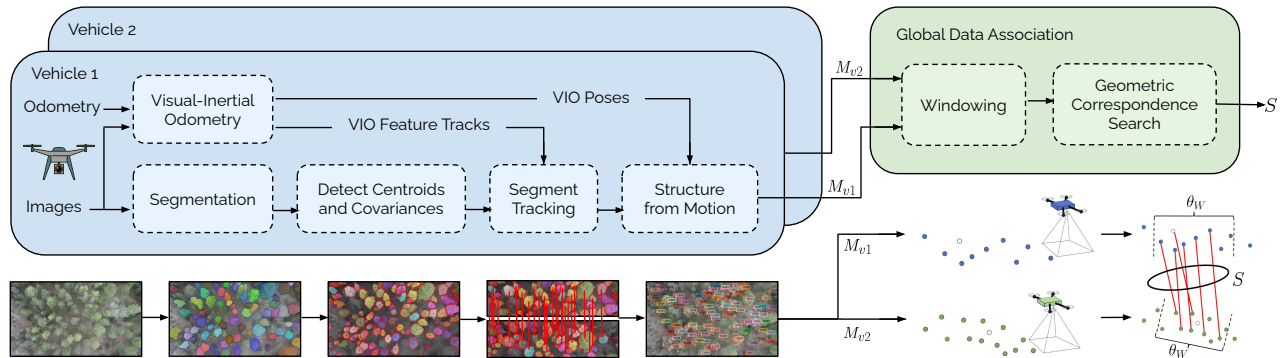 Vehicle 2
Vehicle 1
Odometry
Images
Visual-Inertial
Odometry
VIO Poses
VIO Feature Tracks
Segmentation
Detect Centroids
and Covariances
Segment
Tracking
Structure
from Motion
M_{v2}
M_{v1}
Global Data Association
Windowing
Geometric
Correspondence
Search
S
M_{v1}
M_{v2}
θ_W
S
θ_W